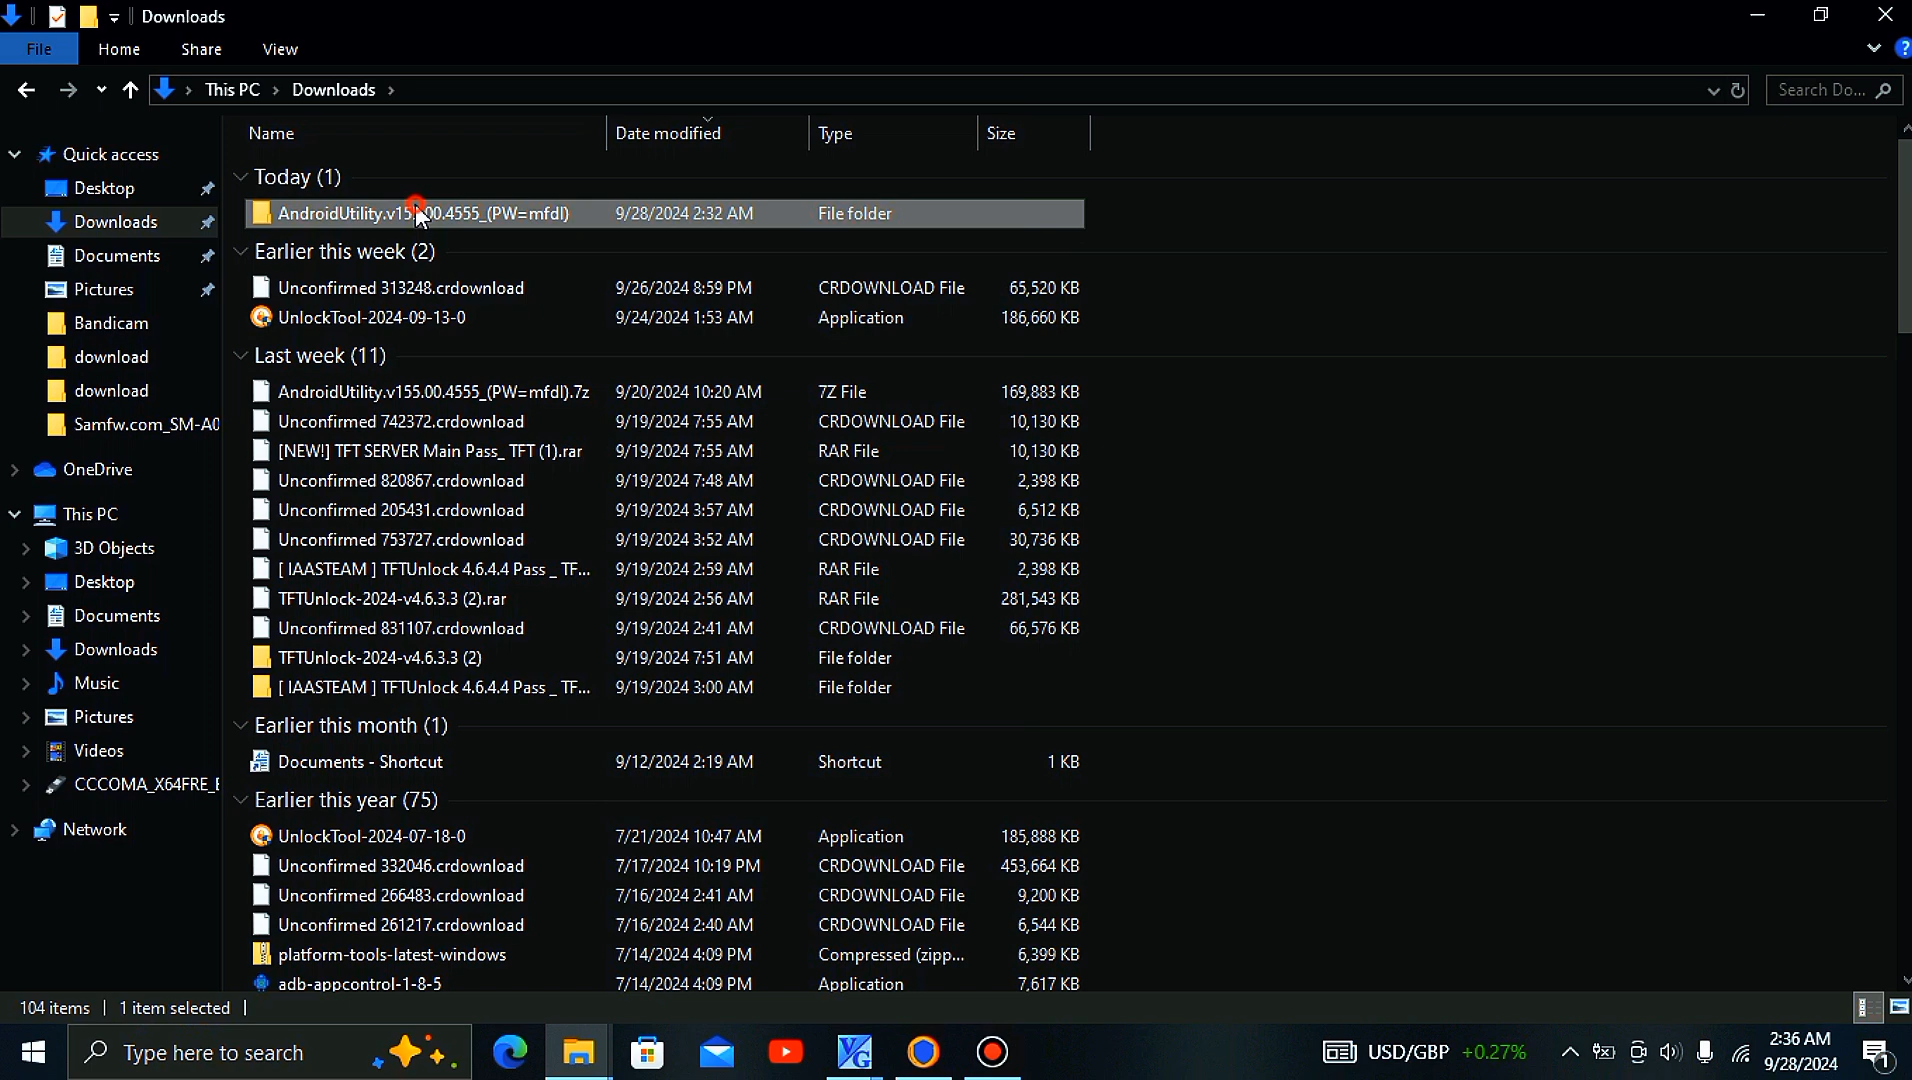 Downloads
File Home Share View
This PC Downloads Search Do...
Name Date modified Type Size
Quick access
Desktop
Downloads
Documents
Pictures
Bandicam
download
download
Samfw.com_SM-A0
OneDrive
This PC
3D Objects
Desktop
Documents
Downloads
Music
Pictures
Videos
CCCOMA_X64FRE_E
Network
Today (1)
AndroidUtility.v155.00.4555_(PW=mfdl) 9/28/2024 2:32 AM File folder
Earlier this week (2)
Unconfirmed 313248.crdownload 9/26/2024 8:59 PM CRDOWNLOAD File 65,520 KB
UnlockTool-2024-09-13-0 9/24/2024 1:53 AM Application 186,660 KB
Last week (11)
AndroidUtility.v155.00.4555_(PW=mfdl).7z 9/20/2024 10:20 AM 7Z File 169,883 KB
Unconfirmed 742372.crdownload 9/19/2024 7:55 AM CRDOWNLOAD File 10,130 KB
[NEW!] TFT SERVER Main Pass_ TFT (1).rar 9/19/2024 7:55 AM RAR File 10,130 KB
Unconfirmed 820867.crdownload 9/19/2024 7:48 AM CRDOWNLOAD File 2,398 KB
Unconfirmed 205431.crdownload 9/19/2024 3:57 AM CRDOWNLOAD File 6,512 KB
Unconfirmed 753727.crdownload 9/19/2024 3:52 AM CRDOWNLOAD File 30,736 KB
[ IAASTEAM ] TFTUnlock 4.6.4.4 Pass _ TF... 9/19/2024 2:59 AM RAR File 2,398 KB
TFTUnlock-2024-v4.6.3.3 (2).rar 9/19/2024 2:56 AM RAR File 281,543 KB
Unconfirmed 831107.crdownload 9/19/2024 2:41 AM CRDOWNLOAD File 66,576 KB
TFTUnlock-2024-v4.6.3.3 (2) 9/19/2024 7:51 AM File folder
[ IAASTEAM ] TFTUnlock 4.6.4.4 Pass _ TF... 9/19/2024 3:00 AM File folder
Earlier this month (1)
Documents - Shortcut 9/12/2024 2:19 AM Shortcut 1 KB
Earlier this year (75)
UnlockTool-2024-07-18-0 7/21/2024 10:47 AM Application 185,888 KB
Unconfirmed 332046.crdownload 7/17/2024 10:19 PM CRDOWNLOAD File 453,664 KB
Unconfirmed 266483.crdownload 7/16/2024 2:41 AM CRDOWNLOAD File 9,200 KB
Unconfirmed 261217.crdownload 7/16/2024 2:40 AM CRDOWNLOAD File 6,544 KB
platform-tools-latest-windows 7/14/2024 4:09 PM Compressed (zipp... 6,399 KB
adb-appcontrol-1-8-5 7/14/2024 4:09 PM Application 7,617 KB
104 items 1 item selected
Type here to search USD/GBP +0.27% 2:36 AM
9/28/2024 1